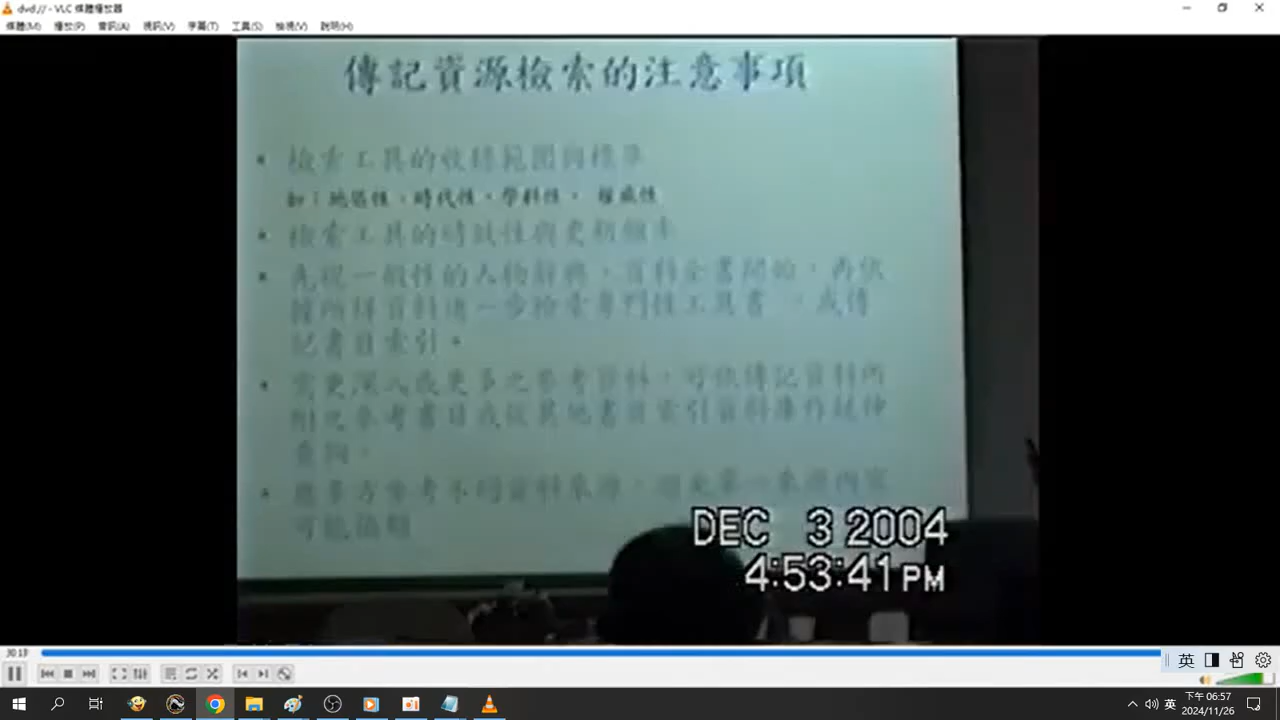 dvd:// - VLC 媒體播放器
媒體(M) 播放(P) 音訊(A) 視訊(V) 字幕(T) 工具(S) 檢視(V) 說明(H)
傳記資源檢索的注意事項
• 檢索工具的收錄範圍與標準
如：地區性、時代性、學科性、權威性
• 檢索工具的時效性與更新頻率
• 先從一般性的人物辭典、百科全書開始，再依
據所得資料進一步檢索專門性工具書，或傳
記書目索引。
• 需更深入或更多之參考資料，可依傳記資料所
附之參考書目或從其他書目索引資料庫作延伸
查詢。
• 應多方參考不同資料來源，
可能
DEC 3 2004
4:53:41 PM
30:13
英
英
下午 06:57
2024/11/26